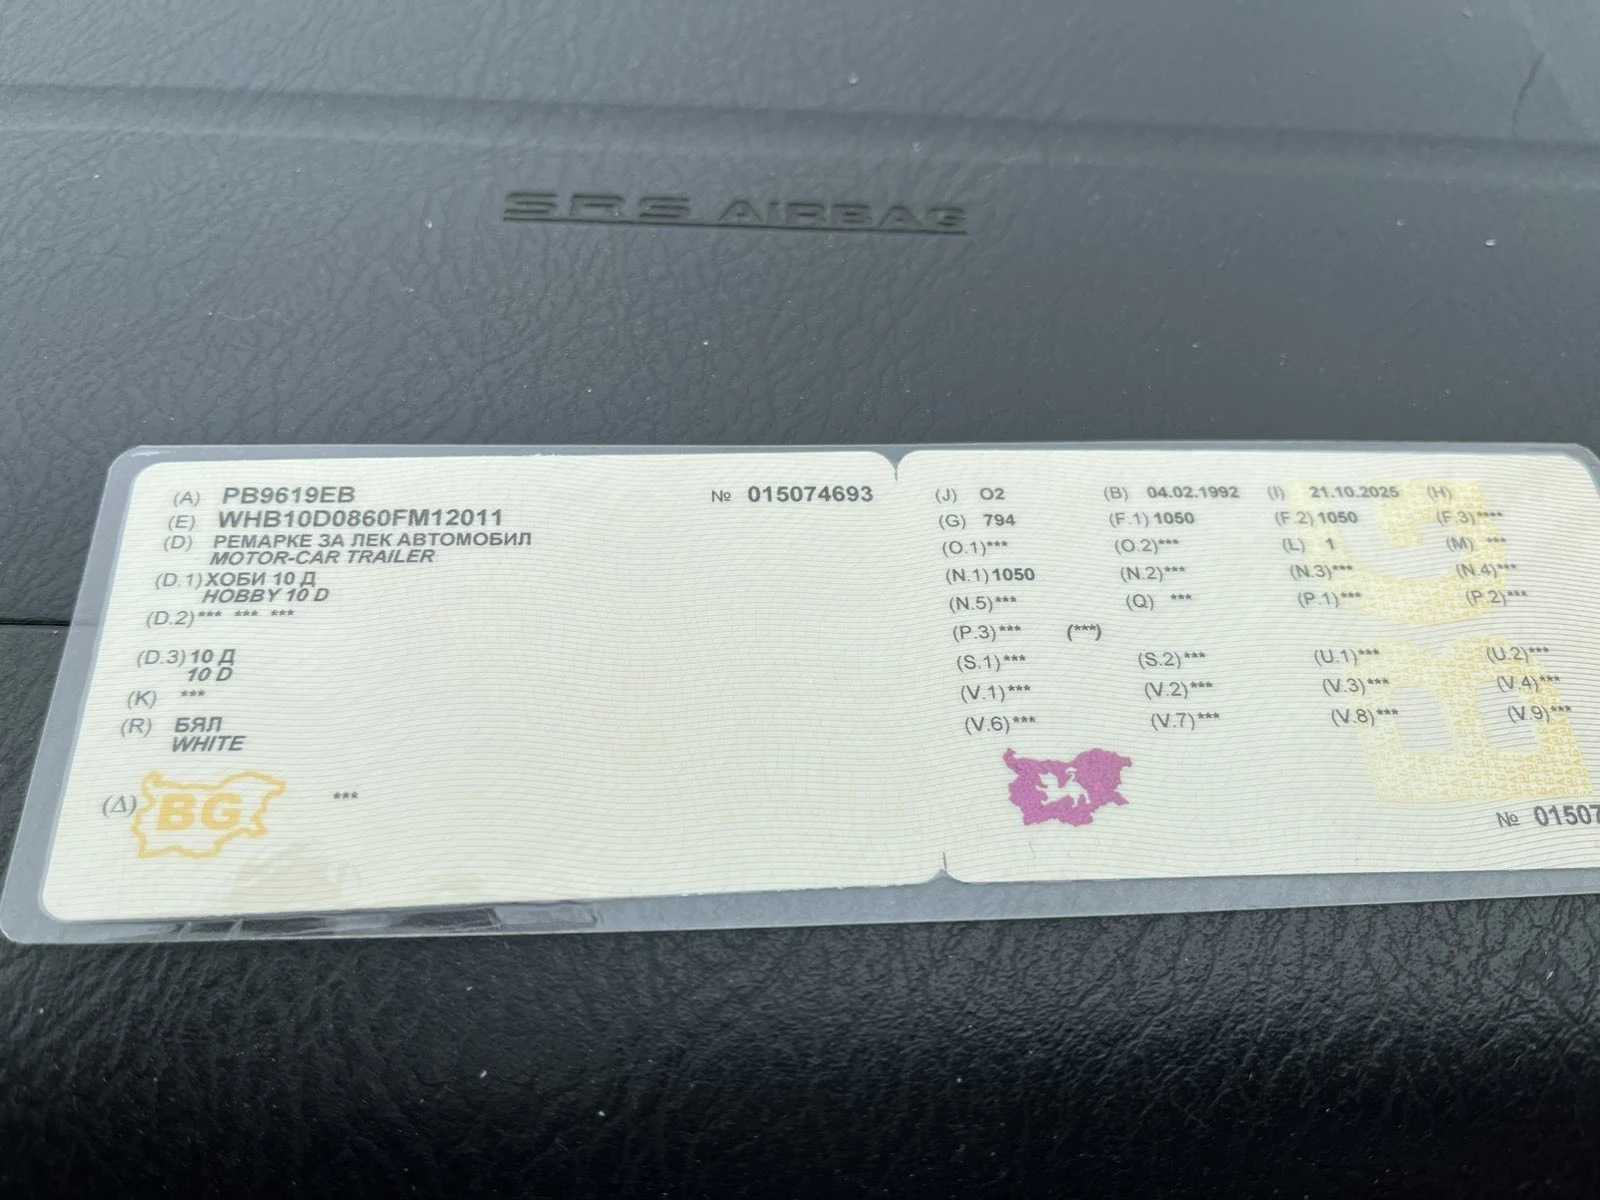 SRS AIRBAG
(A) PB9619EB № 015074693
(E) WHB10D0860FM12011
(D) РЕМАРКЕ ЗА ЛЕК АВТОМОБИЛ
MOTOR-CAR TRAILER
(D.1) ХОБИ 10 Д
HOBBY 10 D
(D.2) *** *** ***
(D.3) 10 Д
10 D
(K) ***
(R) БЯЛ
WHITE
(Δ) BG ***
(J) O2 (B) 04.02.1992 (I) 21.10.2025 (H)
(G) 794 (F.1) 1050 (F.2) 1050 (F.3) ****
(O.1) *** (O.2) *** (L) 1 (M) ***
(N.1) 1050 (N.2) *** (N.3) *** (N.4) ***
(N.5) *** (Q) *** (P.1) *** (P.2) ***
(P.3) *** (***)
(S.1) *** (S.2) *** (U.1) *** (U.2) ***
(V.1) *** (V.2) *** (V.3) *** (V.4) ***
(V.6) *** (V.7) *** (V.8) *** (V.9) ***
№ 01507